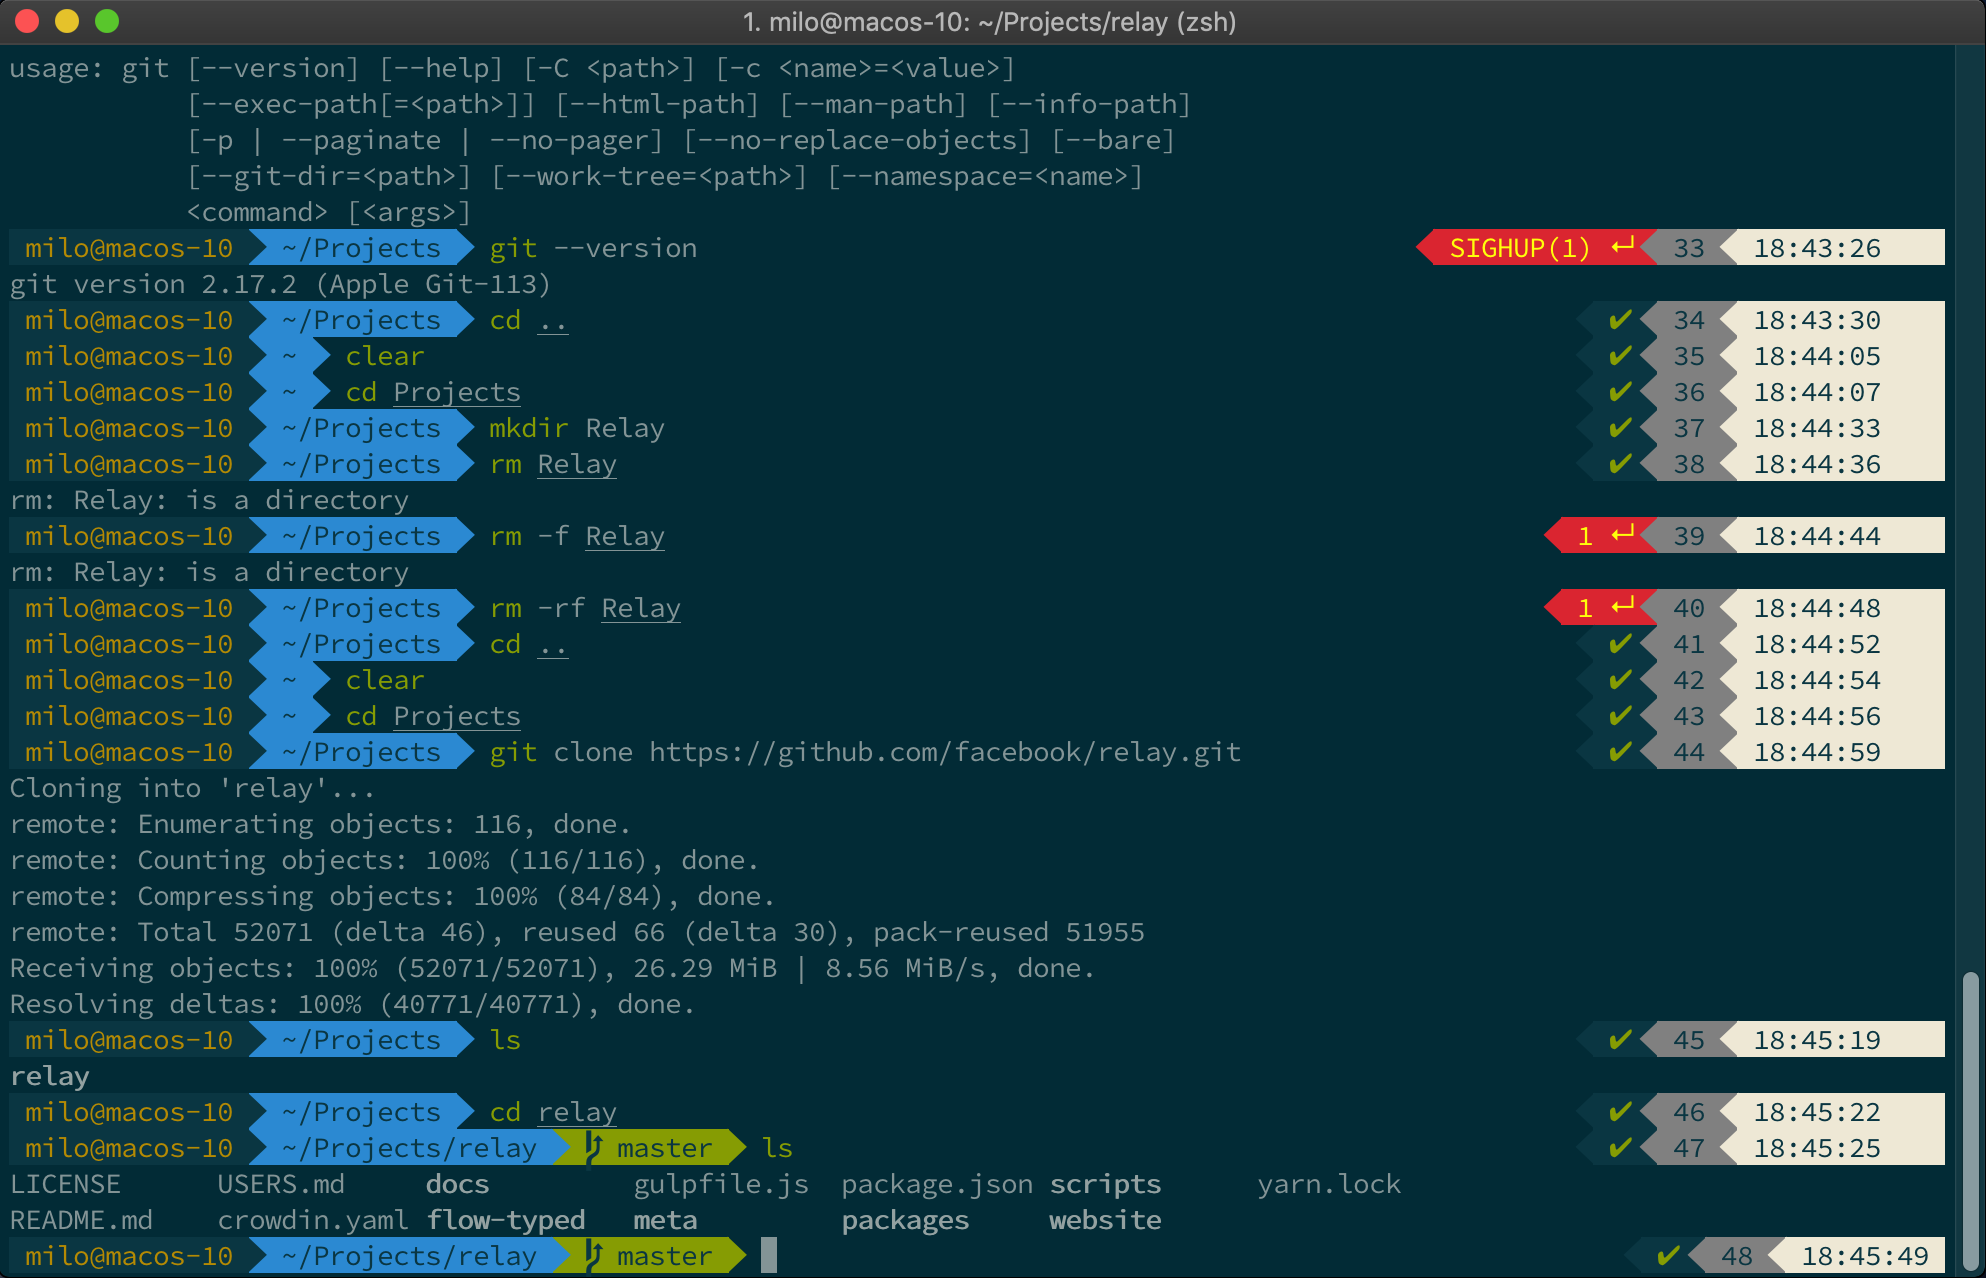 1. milo@macos-10: ~/Projects/relay (zsh)
usage: git [--version] [--help] [-C <path>] [-c <name>=<value>]
           [--exec-path[=<path>]] [--html-path] [--man-path] [--info-path]
           [-p | --paginate | --no-pager] [--no-replace-objects] [--bare]
           [--git-dir=<path>] [--work-tree=<path>] [--namespace=<name>]
           <command> [<args>]
milo@macos-10 ~/Projects git --version SIGHUP(1) ↵ 33 18:43:26
git version 2.17.2 (Apple Git-113)
milo@macos-10 ~/Projects cd .. ✔ 34 18:43:30
milo@macos-10 ~ clear ✔ 35 18:44:05
milo@macos-10 ~ cd Projects ✔ 36 18:44:07
milo@macos-10 ~/Projects mkdir Relay ✔ 37 18:44:33
milo@macos-10 ~/Projects rm Relay ✔ 38 18:44:36
rm: Relay: is a directory
milo@macos-10 ~/Projects rm -f Relay 1 ↵ 39 18:44:44
rm: Relay: is a directory
milo@macos-10 ~/Projects rm -rf Relay 1 ↵ 40 18:44:48
milo@macos-10 ~/Projects cd .. ✔ 41 18:44:52
milo@macos-10 ~ clear ✔ 42 18:44:54
milo@macos-10 ~ cd Projects ✔ 43 18:44:56
milo@macos-10 ~/Projects git clone https://github.com/facebook/relay.git ✔ 44 18:44:59
Cloning into 'relay'...
remote: Enumerating objects: 116, done.
remote: Counting objects: 100% (116/116), done.
remote: Compressing objects: 100% (84/84), done.
remote: Total 52071 (delta 46), reused 66 (delta 30), pack-reused 51955
Receiving objects: 100% (52071/52071), 26.29 MiB | 8.56 MiB/s, done.
Resolving deltas: 100% (40771/40771), done.
milo@macos-10 ~/Projects ls ✔ 45 18:45:19
relay
milo@macos-10 ~/Projects cd relay ✔ 46 18:45:22
milo@macos-10 ~/Projects/relay master ls ✔ 47 18:45:25
LICENSE      USERS.md     docs         gulpfile.js  package.json scripts      yarn.lock
README.md    crowdin.yaml flow-typed   meta         packages     website
milo@macos-10 ~/Projects/relay master ✔ 48 18:45:49